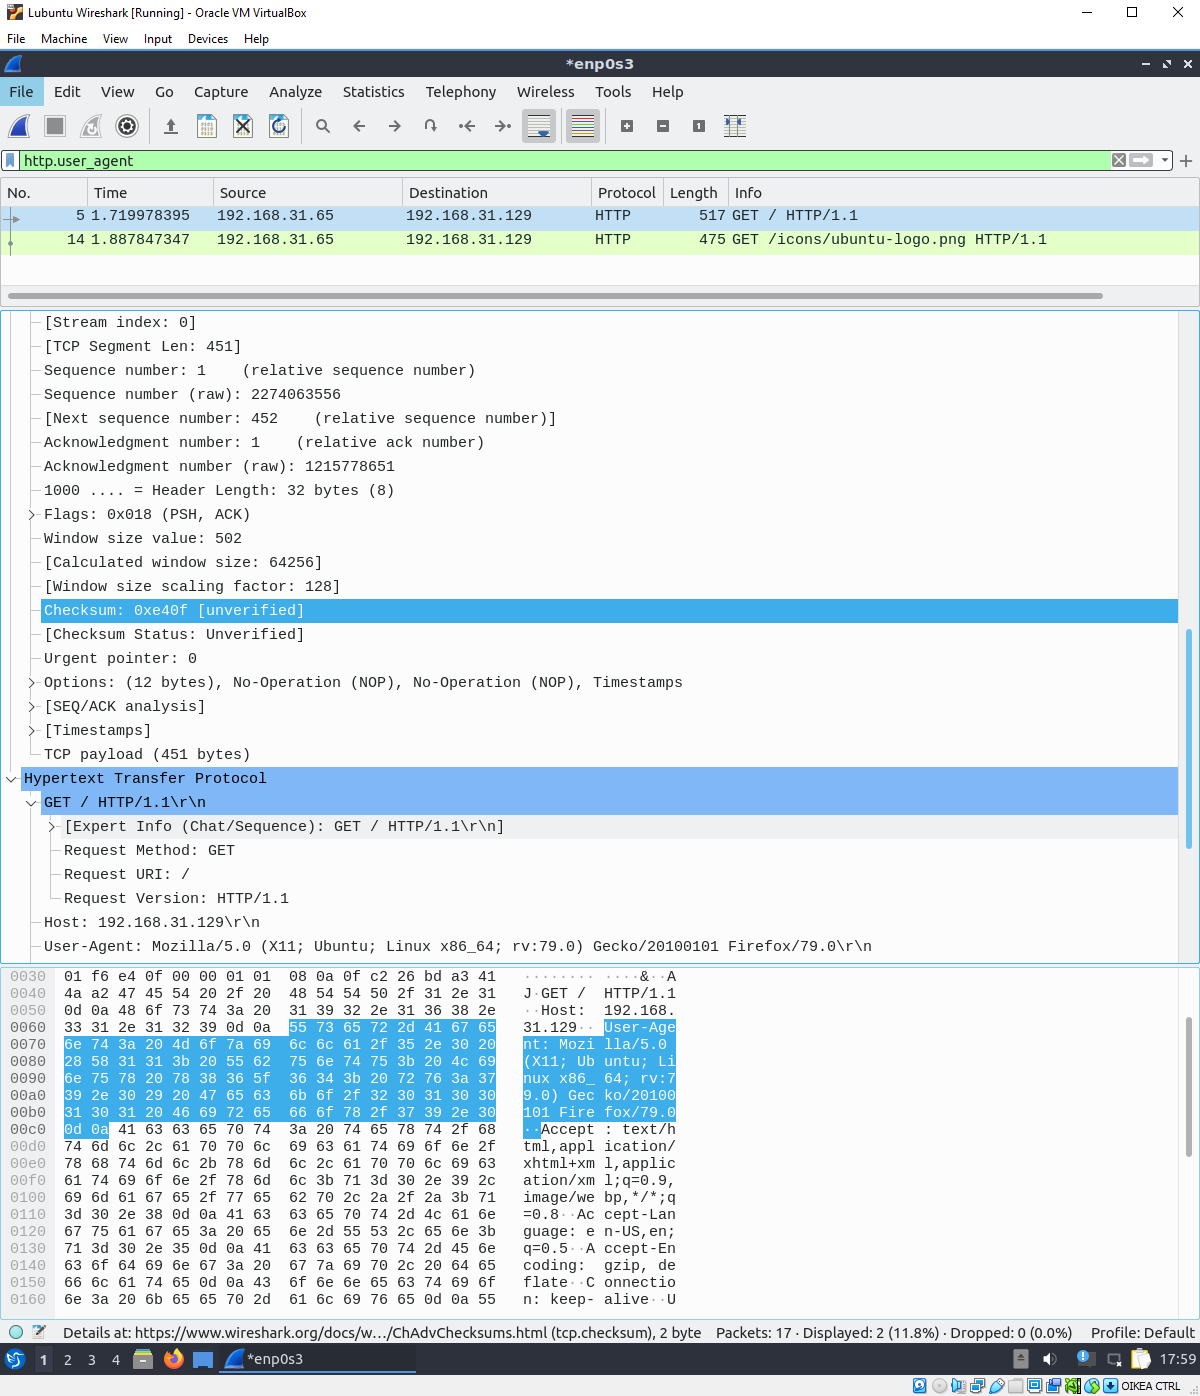 Lubuntu Wireshark [Running] - Oracle VM VirtualBox
File Machine View Input Devices Help
*enp0s3
File Edit View Go Capture Analyze Statistics Telephony Wireless Tools Help
http.user_agent
No. Time Source Destination Protocol Length Info
5 1.719978395 192.168.31.65 192.168.31.129 HTTP 517 GET / HTTP/1.1
14 1.887847347 192.168.31.65 192.168.31.129 HTTP 475 GET /icons/ubuntu-logo.png HTTP/1.1
[Stream index: 0]
[TCP Segment Len: 451]
Sequence number: 1    (relative sequence number)
Sequence number (raw): 2274063556
[Next sequence number: 452    (relative sequence number)]
Acknowledgment number: 1    (relative ack number)
Acknowledgment number (raw): 1215778651
1000 .... = Header Length: 32 bytes (8)
Flags: 0x018 (PSH, ACK)
Window size value: 502
[Calculated window size: 64256]
[Window size scaling factor: 128]
Checksum: 0xe40f [unverified]
[Checksum Status: Unverified]
Urgent pointer: 0
Options: (12 bytes), No-Operation (NOP), No-Operation (NOP), Timestamps
[SEQ/ACK analysis]
[Timestamps]
TCP payload (451 bytes)
Hypertext Transfer Protocol
GET / HTTP/1.1\r\n
[Expert Info (Chat/Sequence): GET / HTTP/1.1\r\n]
Request Method: GET
Request URI: /
Request Version: HTTP/1.1
Host: 192.168.31.129\r\n
User-Agent: Mozilla/5.0 (X11; Ubuntu; Linux x86_64; rv:79.0) Gecko/20100101 Firefox/79.0\r\n
0030 01 f6 e4 0f 00 00 01 01 08 0a 0f c2 26 bd a3 41 ········ ····&··A
0040 4a a2 47 45 54 20 2f 20 48 54 54 50 2f 31 2e 31 J·GET / HTTP/1.1
0050 0d 0a 48 6f 73 74 3a 20 31 39 32 2e 31 36 38 2e ··Host: 192.168.
0060 33 31 2e 31 32 39 0d 0a 55 73 65 72 2d 41 67 65 31.129·· User-Age
0070 6e 74 3a 20 4d 6f 7a 69 6c 6c 61 2f 35 2e 30 20 nt: Mozi lla/5.0
0080 28 58 31 31 3b 20 55 62 75 6e 74 75 3b 20 4c 69 (X11; Ub untu; Li
0090 6e 75 78 20 78 38 36 5f 36 34 3b 20 72 76 3a 37 nux x86_ 64; rv:7
00a0 39 2e 30 29 20 47 65 63 6b 6f 2f 32 30 31 30 30 9.0) Gec ko/20100
00b0 31 30 31 20 46 69 72 65 66 6f 78 2f 37 39 2e 30 101 Fire fox/79.0
00c0 0d 0a 41 63 63 65 70 74 3a 20 74 65 78 74 2f 68 ··Accept : text/h
00d0 74 6d 6c 2c 61 70 70 6c 69 63 61 74 69 6f 6e 2f tml,appl ication/
00e0 78 68 74 6d 6c 2b 78 6d 6c 2c 61 70 70 6c 69 63 xhtml+xm l,applic
00f0 61 74 69 6f 6e 2f 78 6d 6c 3b 71 3d 30 2e 39 2c ation/xm l;q=0.9,
0100 69 6d 61 67 65 2f 77 65 62 70 2c 2a 2f 2a 3b 71 image/we bp,*/*;q
0110 3d 30 2e 38 0d 0a 41 63 63 65 70 74 2d 4c 61 6e =0.8··Ac cept-Lan
0120 67 75 61 67 65 3a 20 65 6e 2d 55 53 2c 65 6e 3b guage: e n-US,en;
0130 71 3d 30 2e 35 0d 0a 41 63 63 65 70 74 2d 45 6e q=0.5··A ccept-En
0140 63 6f 64 69 6e 67 3a 20 67 7a 69 70 2c 20 64 65 coding: gzip, de
0150 66 6c 61 74 65 0d 0a 43 6f 6e 6e 65 63 74 69 6f flate··C onnectio
0160 6e 3a 20 6b 65 65 70 2d 61 6c 69 76 65 0d 0a 55 n: keep- alive··U
Details at: https://www.wireshark.org/docs/w…/ChAdvChecksums.html (tcp.checksum), 2 byte Packets: 17 · Displayed: 2 (11.8%) · Dropped: 0 (0.0%) Profile: Default
1 2 3 4 *enp0s3 17:59
OIKEA CTRL